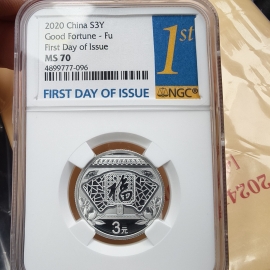 2020 China S3Y
Good Fortune - Fu
First Day of Issue
MS 70
4899777-096
1st
FIRST DAY OF ISSUE
NGC
福
3元
2024